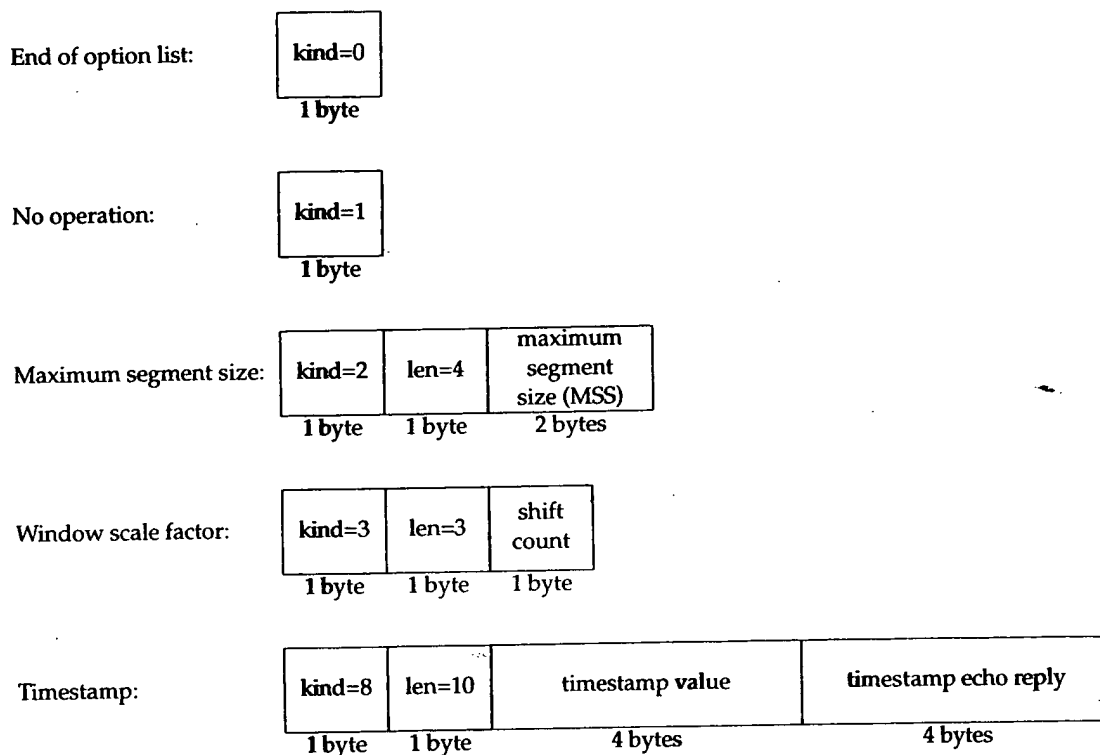 End of option list:
kind=0
1 byte
No operation:
kind=1
1 byte
Maximum segment size:
kind=2
len=4
maximum
segment
size (MSS)
1 byte
1 byte
2 bytes
Window scale factor:
kind=3
len=3
shift
count
1 byte
1 byte
1 byte
Timestamp:
kind=8
len=10
timestamp value
timestamp echo reply
1 byte
1 byte
4 bytes
4 bytes